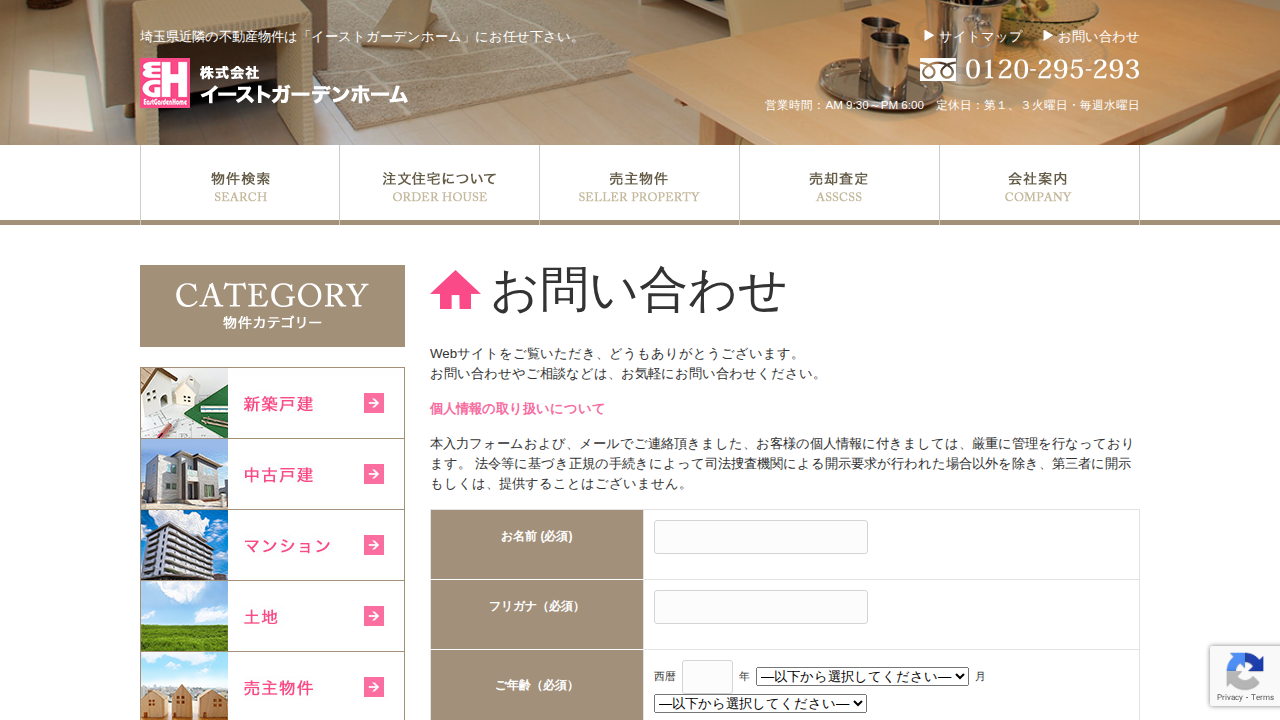 埼玉県近隣の不動産物件は「イーストガーデンホーム」にお任せ下さい。
サイトマップ
お問い合わせ
EGH
EastGardenHome
株式会社
イーストガーデンホーム
0120-295-293
営業時間：AM 9:30～PM 6:00　定休日：第１、３火曜日・毎週水曜日
物件検索
SEARCH
注文住宅について
ORDER HOUSE
売主物件
SELLER PROPERTY
売却査定
ASSCSS
会社案内
COMPANY
CATEGORY
物件カテゴリー
新築戸建
中古戸建
マンション
土地
売主物件
お問い合わせ
Webサイトをご覧いただき、どうもありがとうございます。
お問い合わせやご相談などは、お気軽にお問い合わせください。
個人情報の取り扱いについて
本入力フォームおよび、メールでご連絡頂きました、お客様の個人情報に付きましては、厳重に管理を行なっており
ます。 法令等に基づき正規の手続きによって司法捜査機関による開示要求が行われた場合以外を除き、第三者に開示
もしくは、提供することはございません。
お名前 (必須)
フリガナ（必須）
ご年齢（必須）
西暦 年 —以下から選択してください— 月
—以下から選択してください—
Privacy - Terms